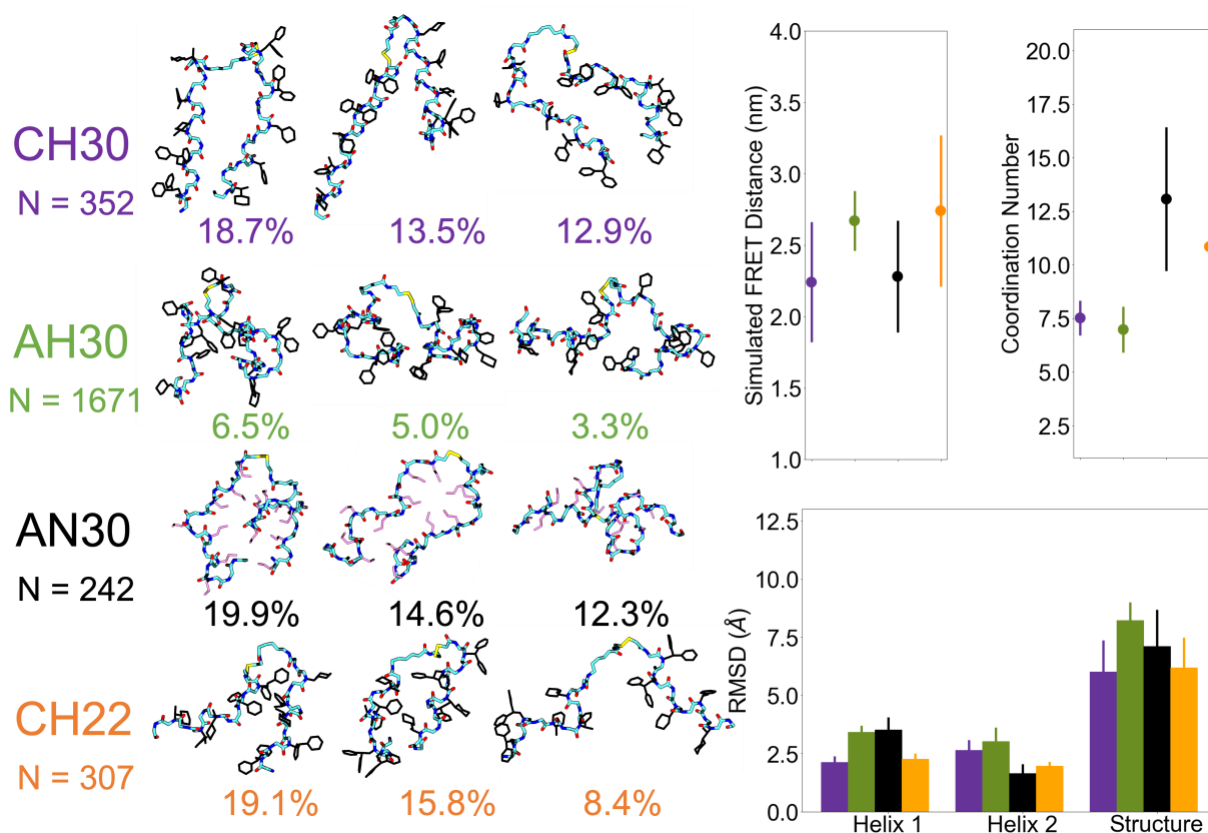 CH30
N = 352
18.7%
13.5%
12.9%
AH30
N = 1671
6.5%
5.0%
3.3%
AN30
N = 242
19.9%
14.6%
12.3%
CH22
N = 307
19.1%
15.8%
8.4%
Simulated FRET Distance (nm)
4.0
3.5
3.0
2.5
2.0
1.5
1.0
Coordination Number
20.0
17.5
15.0
12.5
10.0
7.5
5.0
2.5
RMSD (Å)
12.5
10.0
7.5
5.0
2.5
0.0
Helix 1
Helix 2
Structure